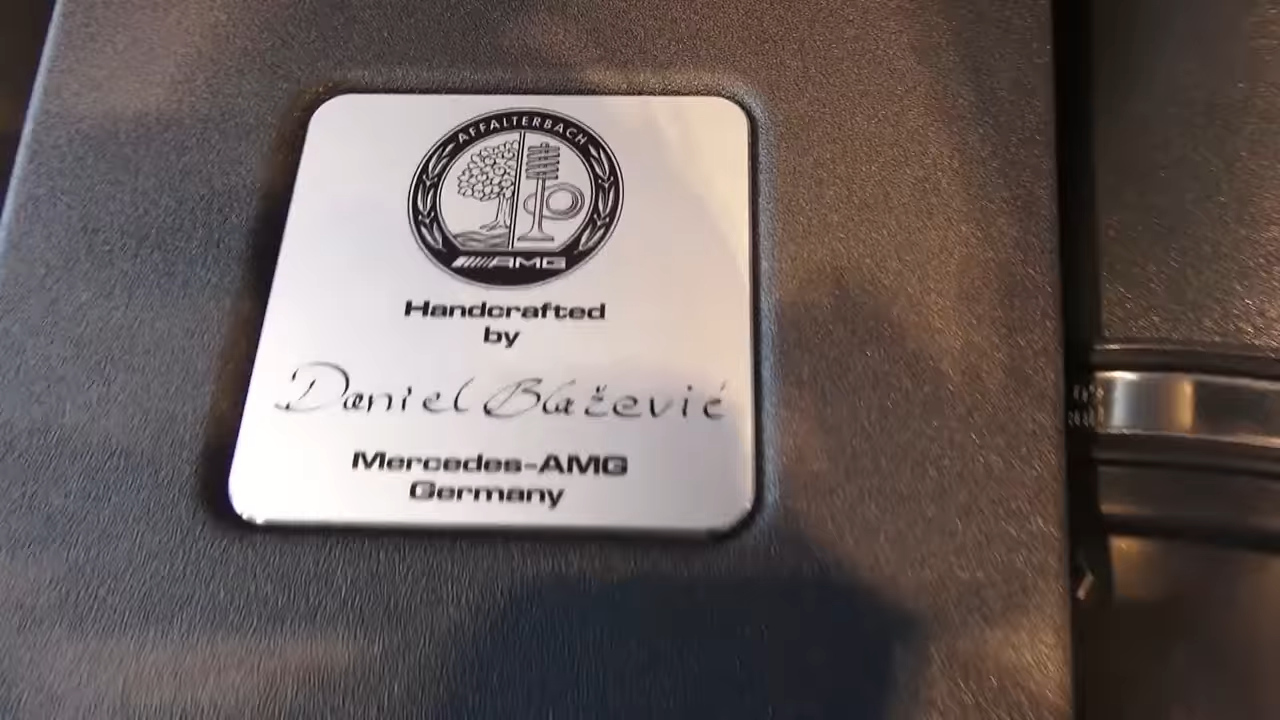 AFFALTERBACH
AMG
Handcrafted
by
Daniel Blažević
Mercedes-AMG
Germany